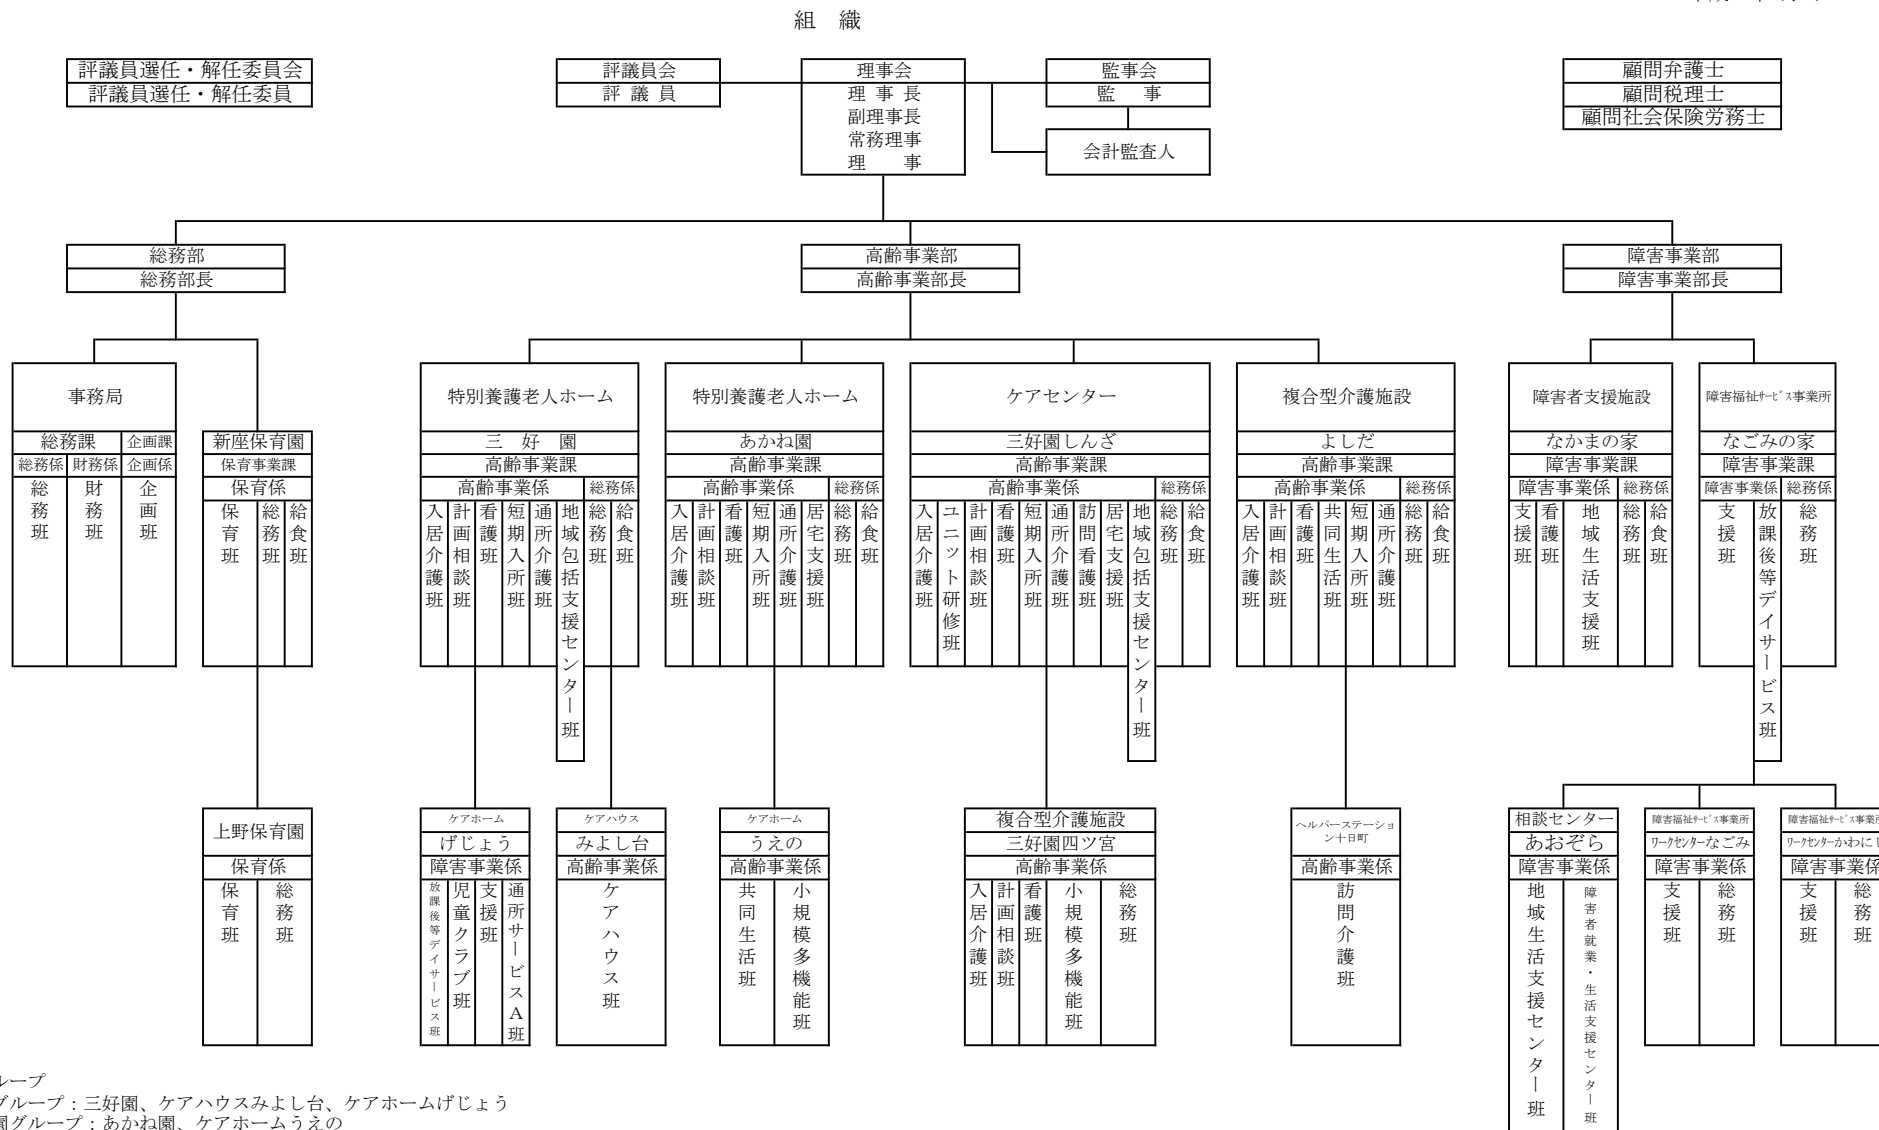 組 織
評議員選任・解任委員会
評議員選任・解任委員
評議員会
評 議 員
理事会
理 事 長
副理事長
常務理事
理 事
監事会
監 事
会計監査人
顧問弁護士
顧問税理士
顧問社会保険労務士
総務部
総務部長
高齢事業部
高齢事業部長
障害事業部
障害事業部長
事務局
総務課 企画課
総務係 財務係 企画係
総務班
財務班
企画班
新座保育園
保育事業課
保育係
保育班
総務班
給食班
特別養護老人ホーム
三 好 園
高齢事業課
高齢事業係 総務係
入居介護班
計画相談班
看護班
短期入所班
通所介護班
地域包括支援センター班
総務班
給食班
特別養護老人ホーム
あかね園
高齢事業課
高齢事業係 総務係
入居介護班
計画相談班
看護班
短期入所班
通所介護班
居宅支援班
総務班
給食班
ケアセンター
三好園しんざ
高齢事業課
高齢事業係 総務係
入居介護班
ユニット研修班
計画相談班
看護班
短期入所班
通所介護班
訪問看護班
居宅支援班
地域包括支援センター班
総務班
給食班
複合型介護施設
よしだ
高齢事業課
高齢事業係 総務係
入居介護班
計画相談班
看護班
共同生活班
短期入所班
通所介護班
総務班
給食班
障害者支援施設
なかまの家
障害事業課
障害事業係 総務係
支援班
看護班
地域生活支援班
総務班
給食班
障害福祉ｻｰﾋﾞｽ事業所
なごみの家
障害事業課
障害事業係 総務係
支援班
放課後等デイサービス班
総務班
上野保育園
保育係
保育班
総務班
ケアホーム
げじょう
障害事業係
放課後等デイサービス班
児童クラブ班
支援班
通所サービスA班
ケアハウス
みよし台
高齢事業係
ケアハウス班
ケアホーム
うえの
高齢事業係
共同生活班
小規模多機能班
複合型介護施設
三好園四ツ宮
高齢事業係
入居介護班
計画相談班
看護班
小規模多機能班
総務班
ヘルパーステーショ
ン十日町
高齢事業係
訪問介護班
相談センター
あおぞら
障害事業係
地域生活支援センター班
障害者就業・生活支援センター班
障害福祉ｻｰﾋﾞｽ事業所
ﾜｰｸｾﾝﾀｰなごみ
障害事業係
支援班
総務班
障害福祉ｻｰﾋﾞｽ事業所
ﾜｰｸｾﾝﾀｰかわにし
障害事業係
支援班
総務班
ループ
グループ：三好園、ケアハウスみよし台、ケアホームげじょう
園グループ：あかね園、ケアホームうえの